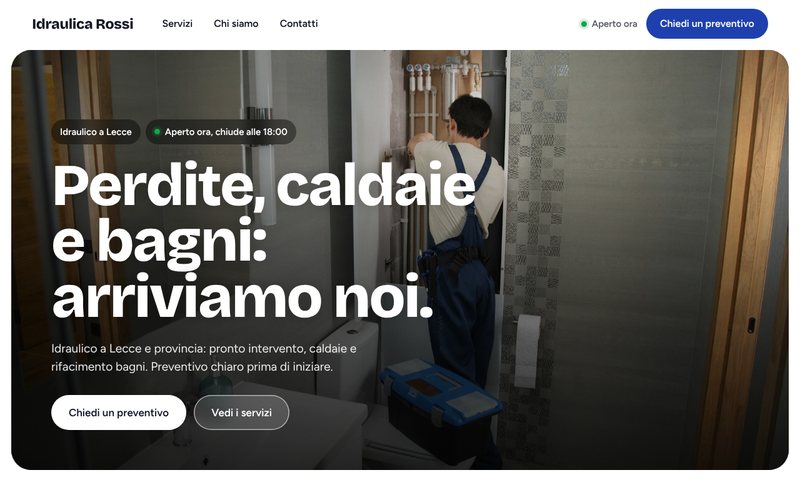 Idraulica Rossi
Servizi
Chi siamo
Contatti
Aperto ora
Chiedi un preventivo
Idraulico a Lecce
Aperto ora, chiude alle 18:00
Perdite, caldaie
e bagni:
arriviamo noi.
Idraulico a Lecce e provincia: pronto intervento, caldaie e
rifacimento bagni. Preventivo chiaro prima di iniziare.
Chiedi un preventivo
Vedi i servizi